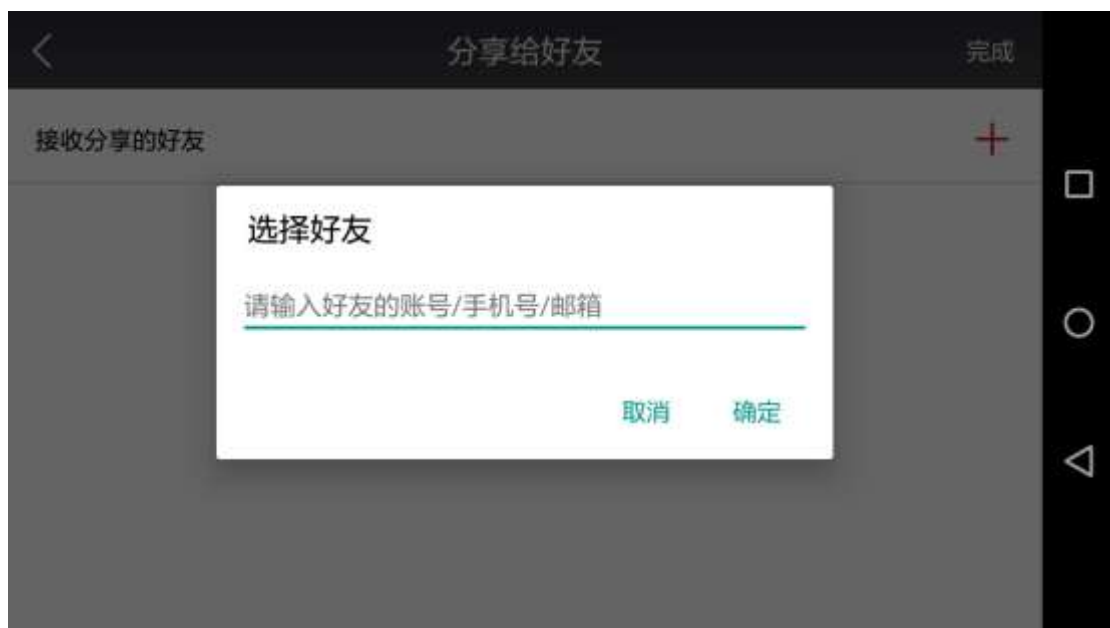 分享给好友
完成
接收分享的好友
选择好友
请输入好友的账号/手机号/邮箱
取消
确定